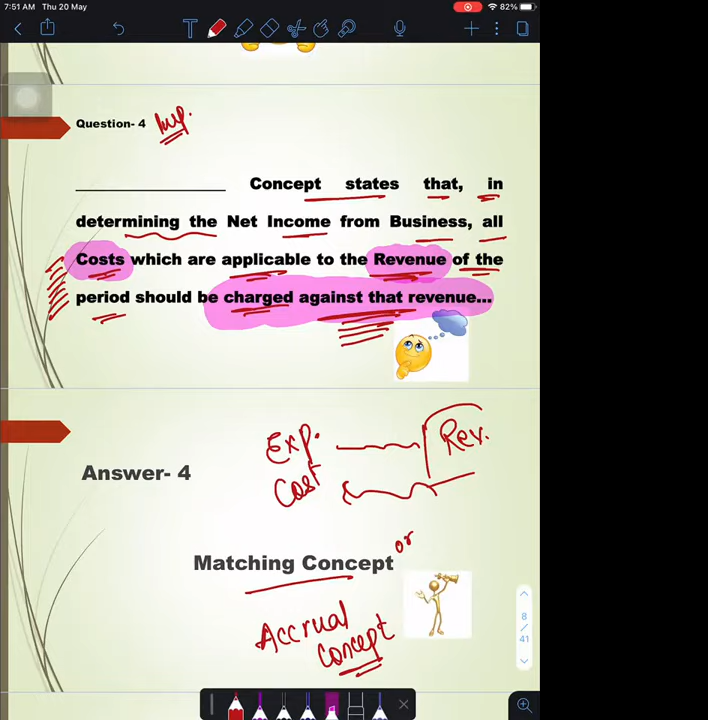 7:51 AM Thu 20 May
82%
Question- 4 Imp.
____________________ Concept states that, in
determining the Net Income from Business, all
Costs which are applicable to the Revenue of the
period should be charged against that revenue...
Exp. Rev.
Cost
Answer- 4
Matching Concept or
Accrual
Concept
8
/
41